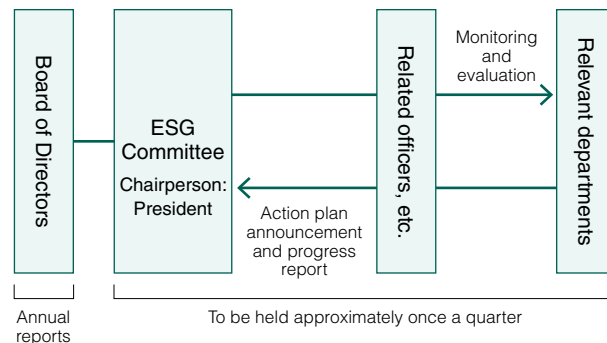 Board of Directors
ESG
Committee
Chairperson:
President
Related officers, etc.
Monitoring
and
evaluation
Relevant departments
Action plan
announcement
and progress
report
Annual
reports
To be held approximately once a quarter